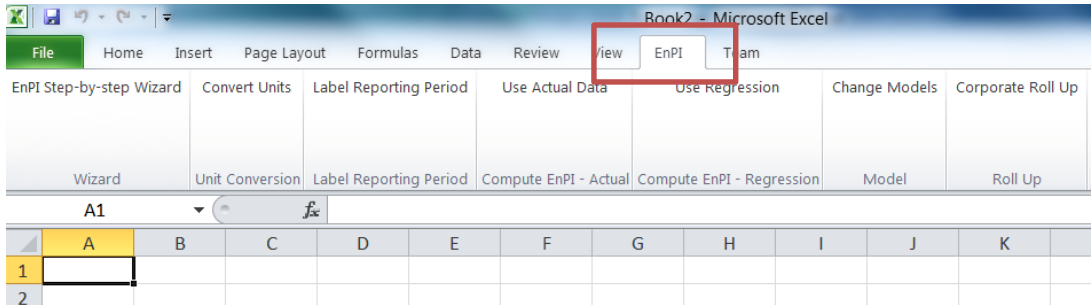 Book2 - Microsoft Excel
File Home Insert Page Layout Formulas Data Review View EnPI Team
EnPI Step-by-step Wizard Convert Units Label Reporting Period Use Actual Data Use Regression Change Models Corporate Roll Up
Wizard Unit Conversion Label Reporting Period Compute EnPI - Actual Compute EnPI - Regression Model Roll Up
A1 fx
A B C D E F G H I J K
1
2